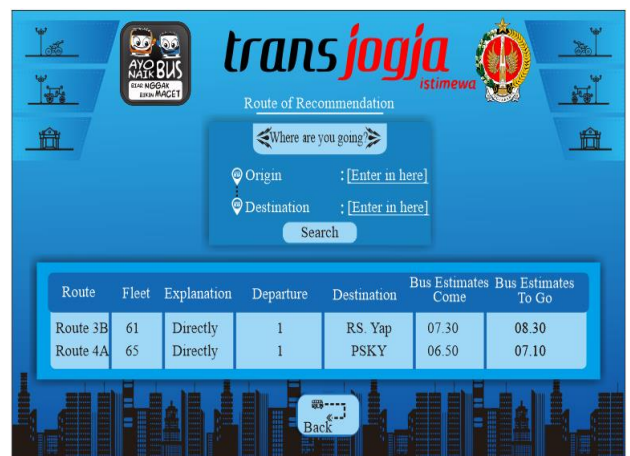 AYO
NAIK BUS
BIAR NGGAK
BIKIN MACET
trans jogja
istimewa
Route of Recommendation
Where are you going?
Origin : [Enter in here]
Destination : [Enter in here]
Search
Route Fleet Explanation Departure Destination Bus Estimates Come Bus Estimates To Go
Route 3B 61 Directly 1 RS. Yap 07.30 08.30
Route 4A 65 Directly 1 PSKY 06.50 07.10
Back